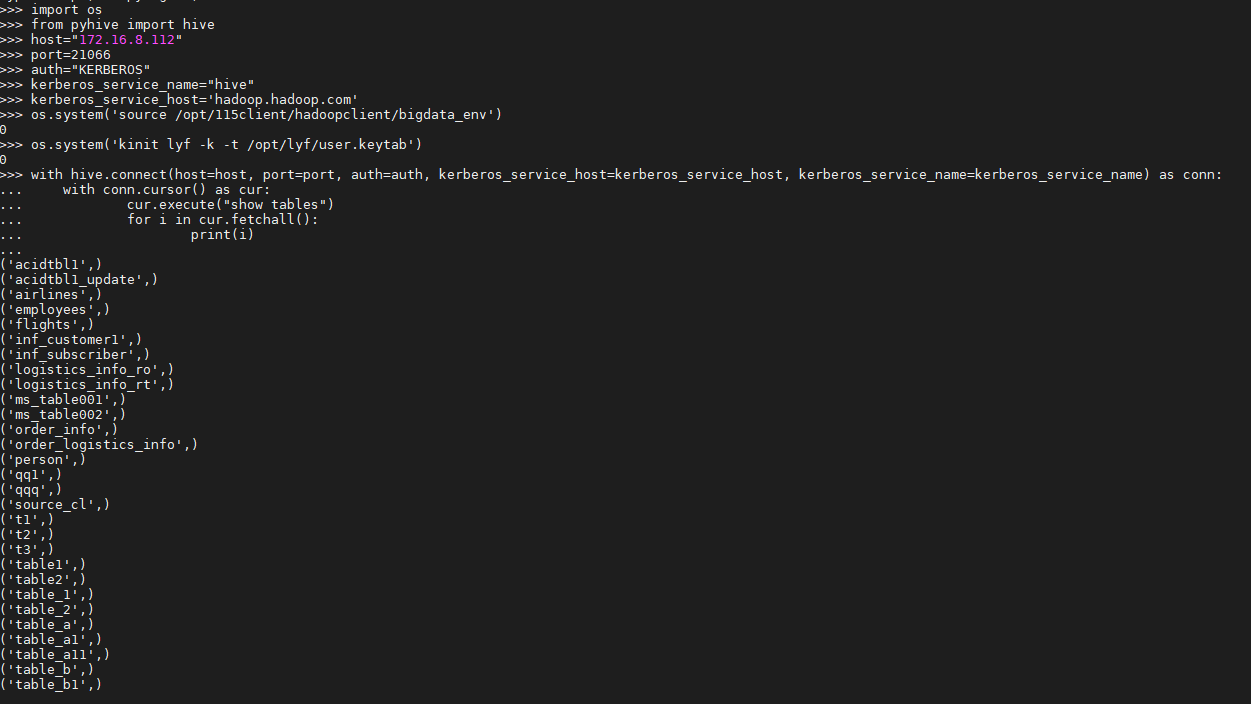 >>> import os
>>> from pyhive import hive
>>> host="172.16.8.112"
>>> port=21066
>>> auth="KERBEROS"
>>> kerberos_service_name="hive"
>>> kerberos_service_host='hadoop.hadoop.com'
>>> os.system('source /opt/115client/hadoopclient/bigdata_env')
0
>>> os.system('kinit lyf -k -t /opt/lyf/user.keytab')
0
>>> with hive.connect(host=host, port=port, auth=auth, kerberos_service_host=kerberos_service_host, kerberos_service_name=kerberos_service_name) as conn:
...     with conn.cursor() as cur:
...             cur.execute("show tables")
...             for i in cur.fetchall():
...                     print(i)
...
('acidtbl1',)
('acidtbl1_update',)
('airlines',)
('employees',)
('flights',)
('inf_customer1',)
('inf_subscriber',)
('logistics_info_ro',)
('logistics_info_rt',)
('ms_table001',)
('ms_table002',)
('order_info',)
('order_logistics_info',)
('person',)
('qq1',)
('qqq',)
('source_cl',)
('t1',)
('t2',)
('t3',)
('table1',)
('table2',)
('table_1',)
('table_2',)
('table_a',)
('table_a1',)
('table_a11',)
('table_b',)
('table_b1',)